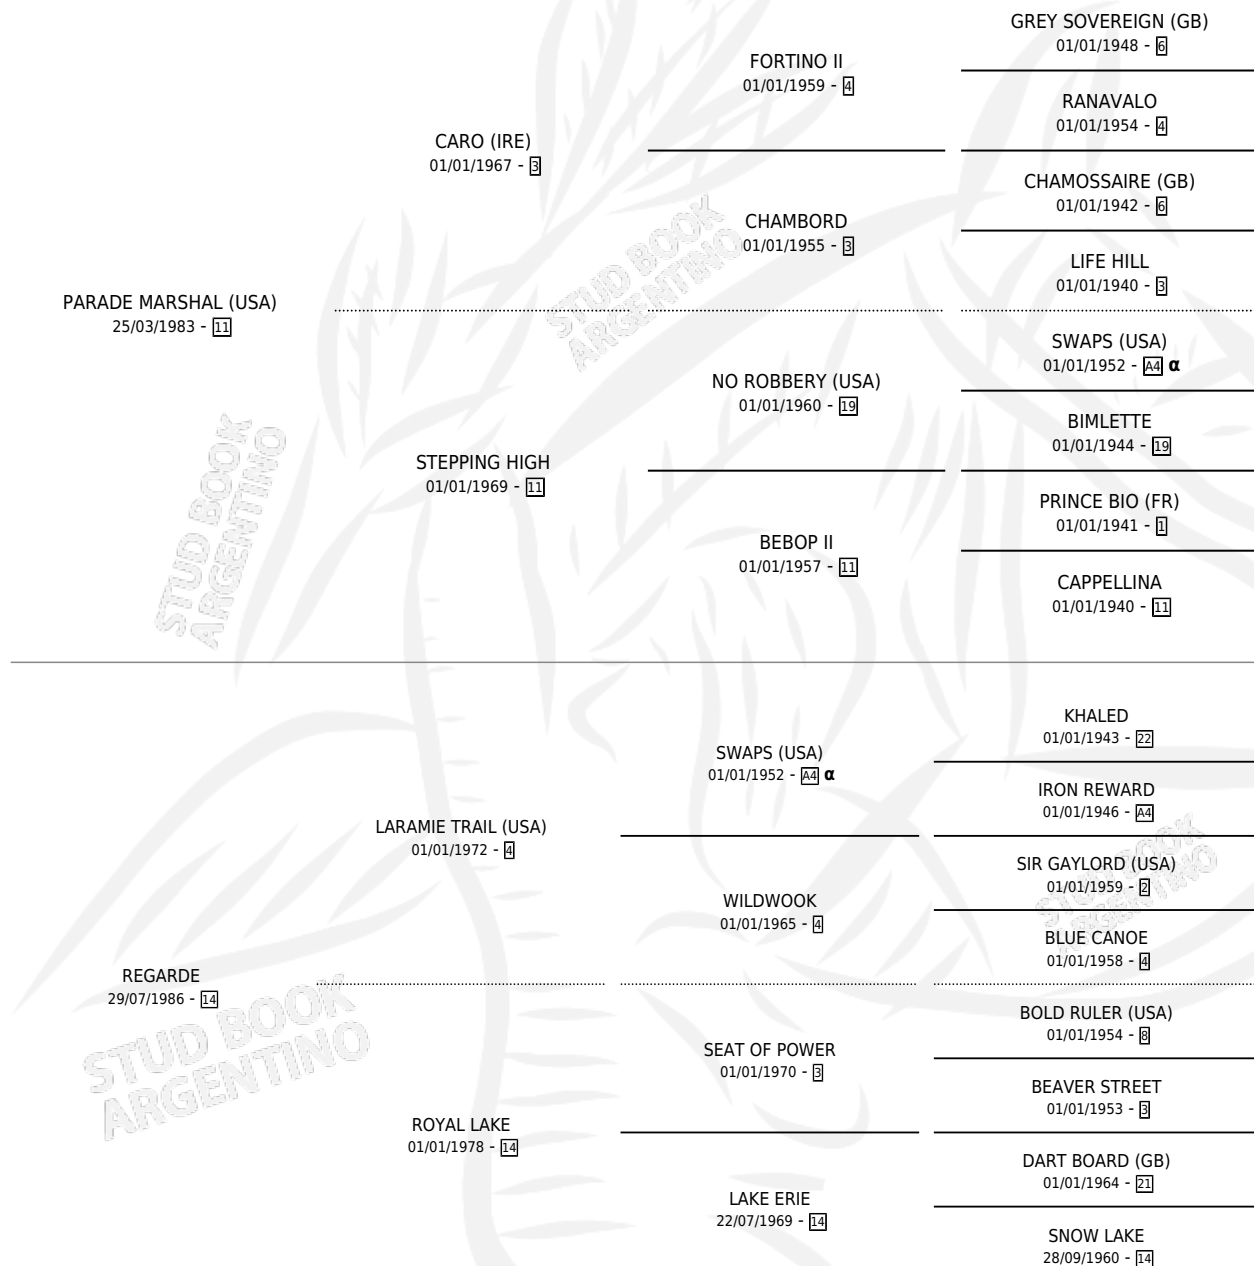 GREY SOVEREIGN (GB)
01/01/1948 - 6
FORTINO II
01/01/1959 - 4
RANAVALO
01/01/1954 - 4
CARO (IRE)
01/01/1967 - 3
CHAMOSSAIRE (GB)
01/01/1942 - 6
CHAMBORD
01/01/1955 - 3
LIFE HILL
01/01/1940 - 3
PARADE MARSHAL (USA)
25/03/1983 - 11
SWAPS (USA)
01/01/1952 - A4 α
NO ROBBERY (USA)
01/01/1960 - 19
BIMLETTE
01/01/1944 - 19
STEPPING HIGH
01/01/1969 - 11
PRINCE BIO (FR)
01/01/1941 - 1
BEBOP II
01/01/1957 - 11
CAPPELLINA
01/01/1940 - 11
KHALED
01/01/1943 - 22
SWAPS (USA)
01/01/1952 - A4 α
IRON REWARD
01/01/1946 - A4
LARAMIE TRAIL (USA)
01/01/1972 - 4
SIR GAYLORD (USA)
01/01/1959 - 2
WILDWOOK
01/01/1965 - 4
BLUE CANOE
01/01/1958 - 4
REGARDE
29/07/1986 - 14
BOLD RULER (USA)
01/01/1954 - 8
SEAT OF POWER
01/01/1970 - 3
BEAVER STREET
01/01/1953 - 3
ROYAL LAKE
01/01/1978 - 14
DART BOARD (GB)
01/01/1964 - 21
LAKE ERIE
22/07/1969 - 14
SNOW LAKE
28/09/1960 - 14
STUD BOOK
ARGENTINO
STUD BOOK
ARGENTINO
STUD BOOK
ARGENTINO
STUD BOOK
ARGENTINO